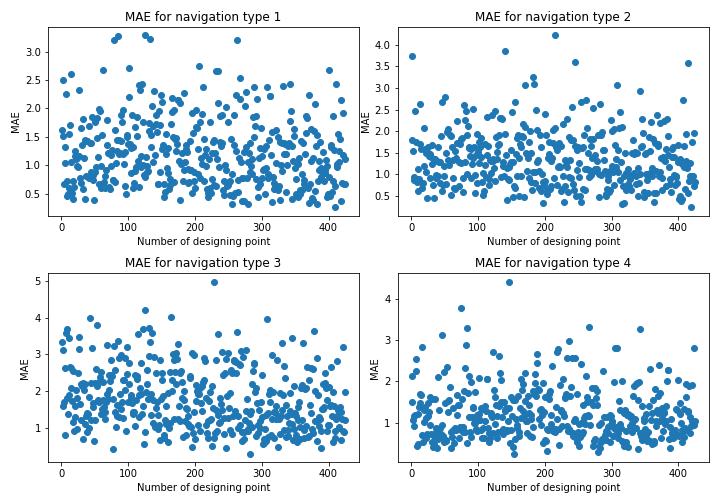 MAE for navigation type 1
MAE for navigation type 2
MAE
3.0
2.5
2.0
1.5
1.0
0.5
MAE
4.0
3.5
3.0
2.5
2.0
1.5
1.0
0.5
0 100 200 300 400
0 100 200 300 400
Number of designing point
Number of designing point
MAE for navigation type 3
MAE for navigation type 4
MAE
5
4
3
2
1
MAE
4
3
2
1
0 100 200 300 400
0 100 200 300 400
Number of designing point
Number of designing point